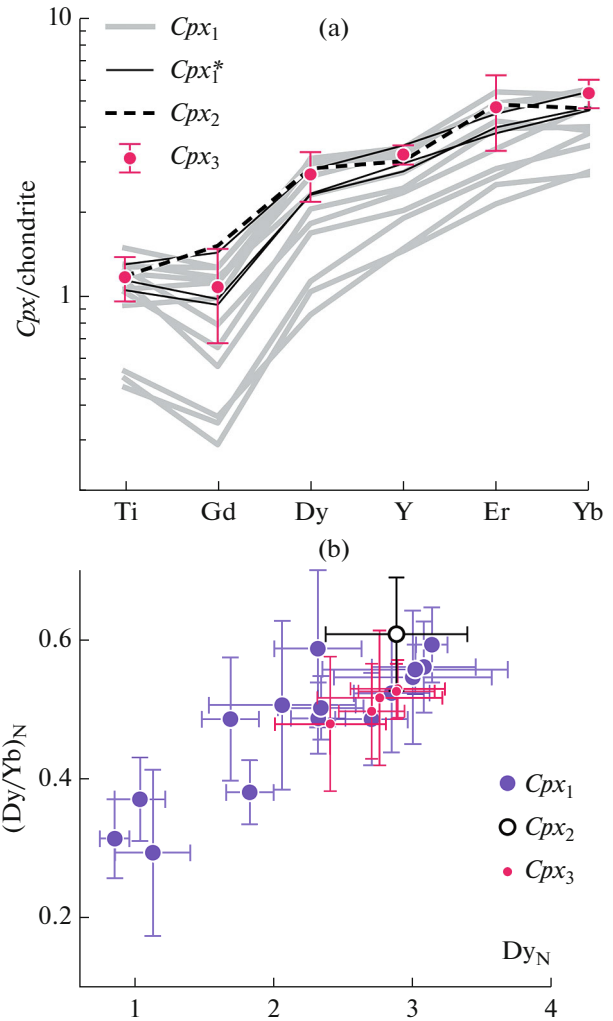 10
(a)
Cpx₁
Cpx₁*
Cpx₂
Cpx₃
Cpx/chondrite
1
Ti Gd Dy Y Er Yb
(b)
0.6
(Dy/Yb)N
0.4
0.2
Cpx₁
Cpx₂
Cpx₃
DyN
1 2 3 4